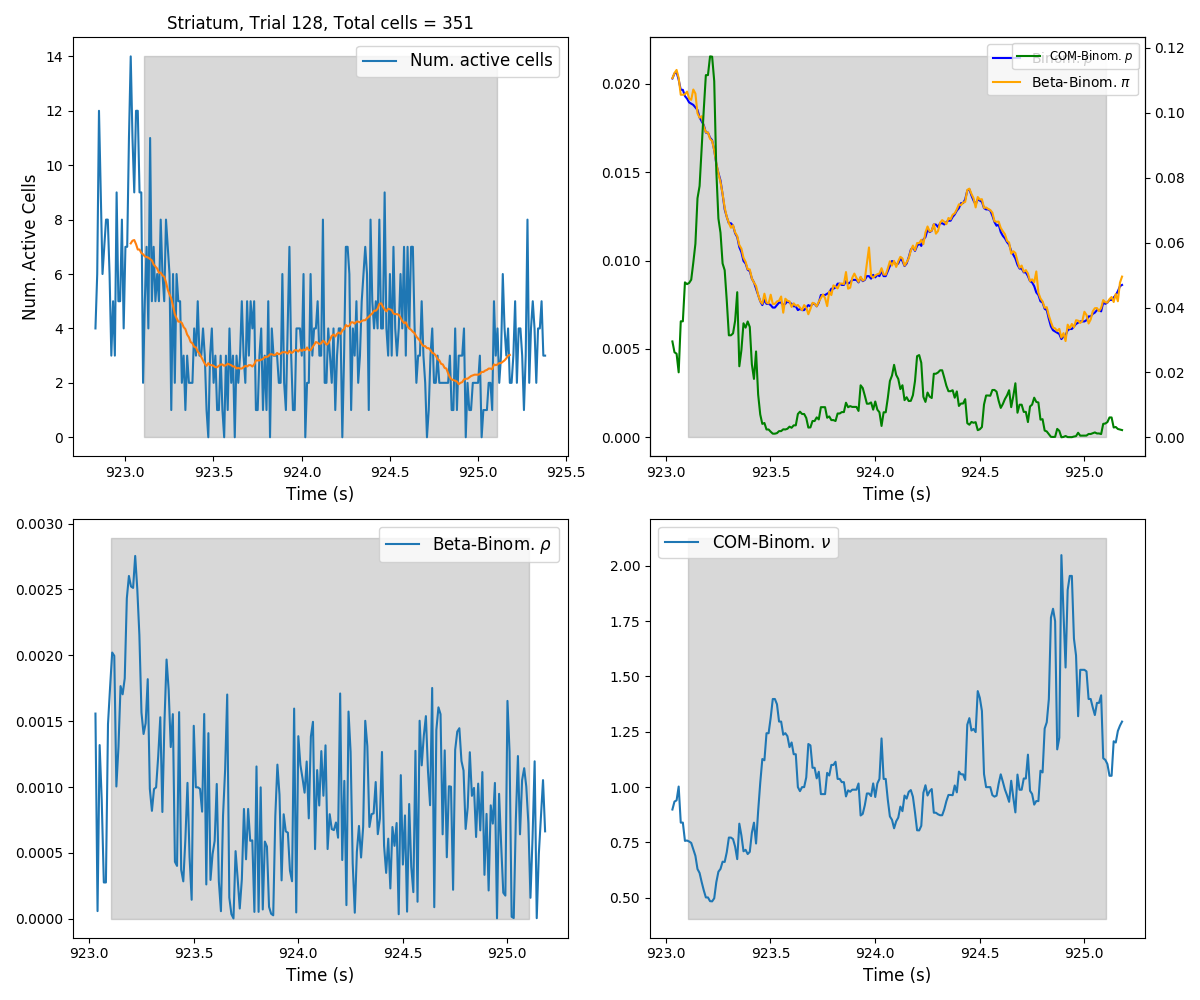 Striatum, Trial 128, Total cells = 351
Num. active cells
Num. Active Cells
14
12
10
8
6
4
2
0
923.0 923.5 924.0 924.5 925.0 925.5
Time (s)
COM-Binom. p
Beta-Binom. π
0.020
0.015
0.010
0.005
0.000
0.12
0.10
0.08
0.06
0.04
0.02
0.00
923.0 923.5 924.0 924.5 925.0
Time (s)
Beta-Binom. ρ
0.0030
0.0025
0.0020
0.0015
0.0010
0.0005
0.0000
923.0 923.5 924.0 924.5 925.0
Time (s)
COM-Binom. ν
2.00
1.75
1.50
1.25
1.00
0.75
0.50
923.0 923.5 924.0 924.5 925.0
Time (s)